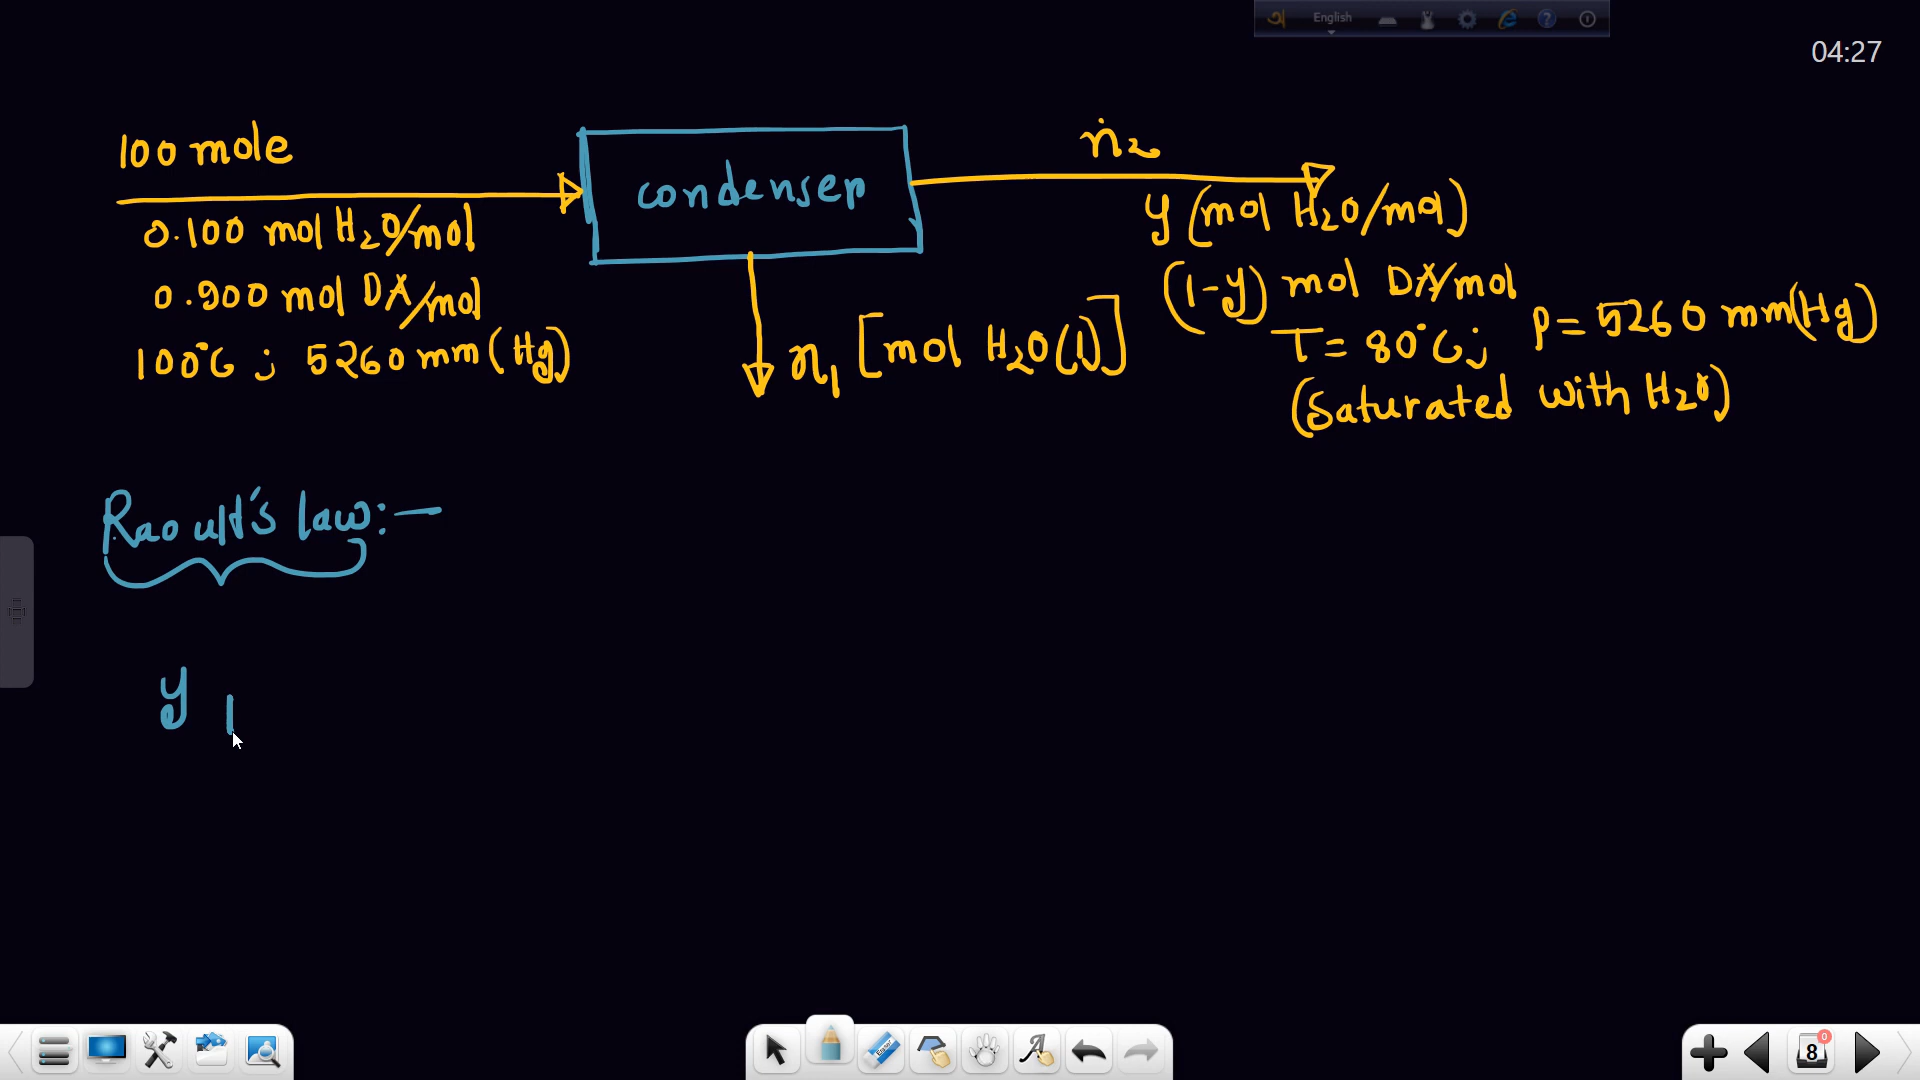 English
04:27
100 mole
0.100 mol H₂O/mol
0.900 mol DA/mol
100°C ; 5260 mm (Hg)
condenser
n₁ [mol H₂O(l)]
ṅ₂
y (mol H₂O/mol)
(1-y) mol DA/mol
T = 80°C; P = 5260 mm(Hg)
(Saturated with H₂O)
Raoult's law:-
y
8
0